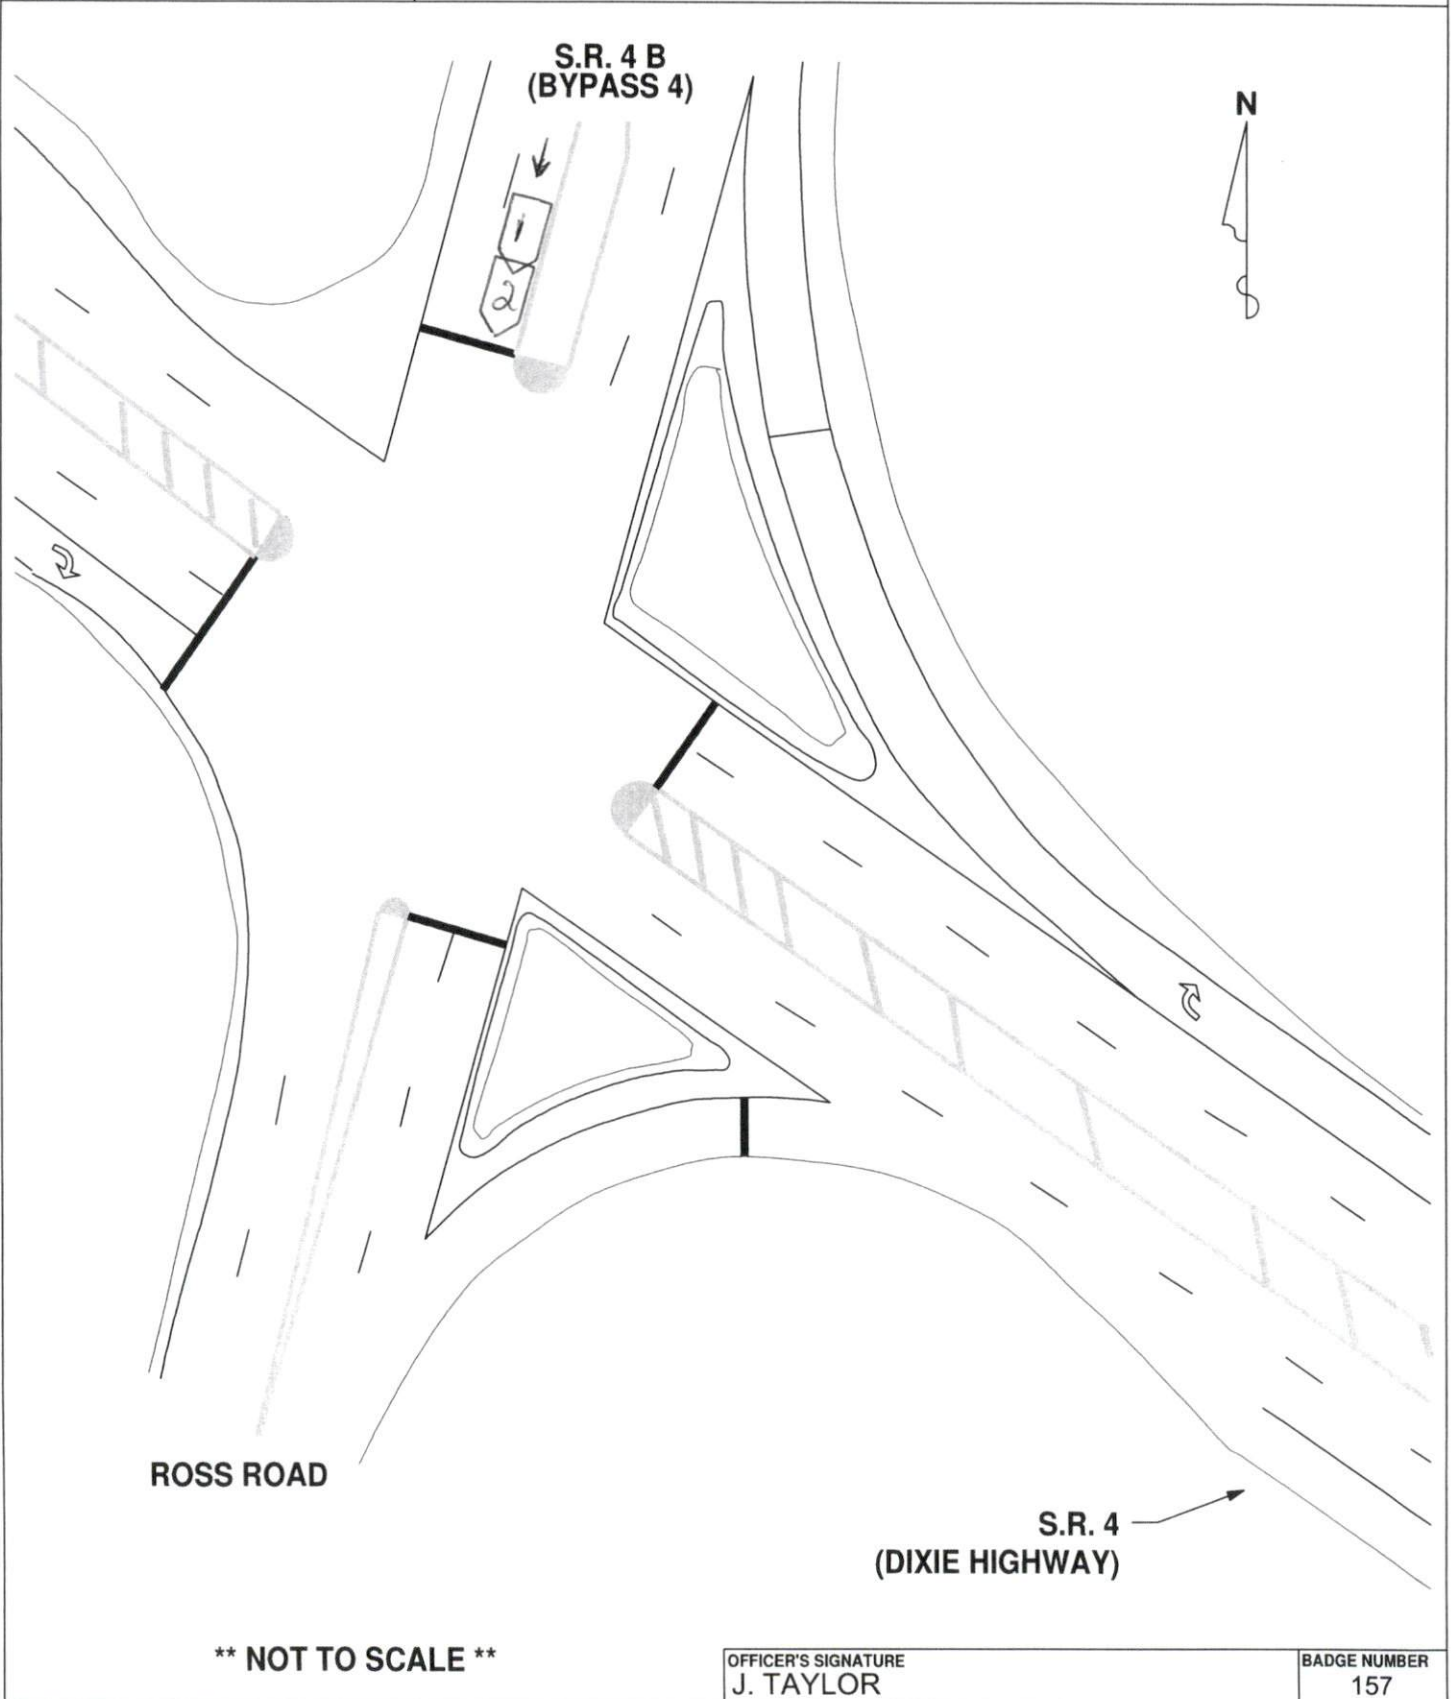 S.R. 4 B
(BYPASS 4)
N
1
2
S
ROSS ROAD
S.R. 4
(DIXIE HIGHWAY)
** NOT TO SCALE **
OFFICER'S SIGNATURE
J. TAYLOR
BADGE NUMBER
157